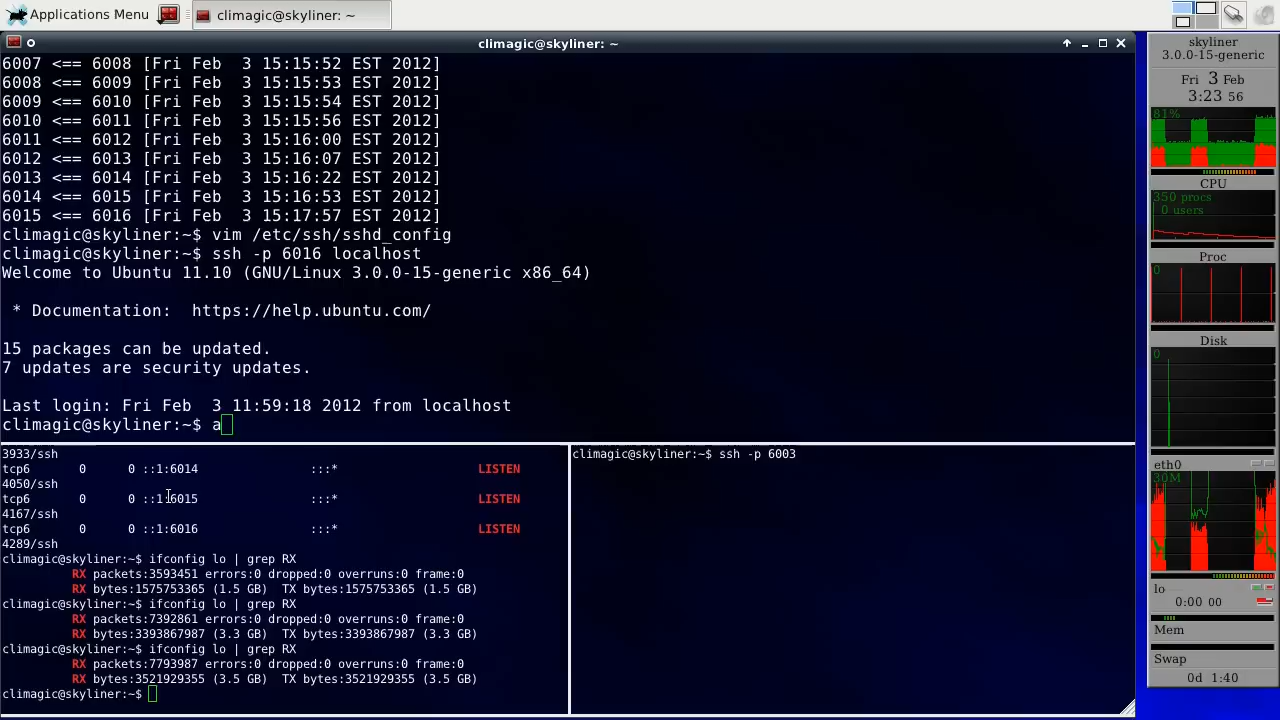 Applications Menu
climagic@skyliner: ~
climagic@skyliner: ~
6007 <== 6008 [Fri Feb  3 15:15:52 EST 2012]
6008 <== 6009 [Fri Feb  3 15:15:53 EST 2012]
6009 <== 6010 [Fri Feb  3 15:15:54 EST 2012]
6010 <== 6011 [Fri Feb  3 15:15:56 EST 2012]
6011 <== 6012 [Fri Feb  3 15:16:00 EST 2012]
6012 <== 6013 [Fri Feb  3 15:16:07 EST 2012]
6013 <== 6014 [Fri Feb  3 15:16:22 EST 2012]
6014 <== 6015 [Fri Feb  3 15:16:53 EST 2012]
6015 <== 6016 [Fri Feb  3 15:17:57 EST 2012]
climagic@skyliner:~$ vim /etc/ssh/sshd_config
climagic@skyliner:~$ ssh -p 6016 localhost
Welcome to Ubuntu 11.10 (GNU/Linux 3.0.0-15-generic x86_64)
 * Documentation:  https://help.ubuntu.com/
15 packages can be updated.
7 updates are security updates.
Last login: Fri Feb  3 11:59:18 2012 from localhost
climagic@skyliner:~$ a
3933/ssh
tcp6       0      0 ::1:6014                :::*                    LISTEN
4050/ssh
tcp6       0      0 ::1:6015                :::*                    LISTEN
4167/ssh
tcp6       0      0 ::1:6016                :::*                    LISTEN
4289/ssh
climagic@skyliner:~$ ifconfig lo | grep RX
          RX packets:3593451 errors:0 dropped:0 overruns:0 frame:0
          RX bytes:1575753365 (1.5 GB)  TX bytes:1575753365 (1.5 GB)
climagic@skyliner:~$ ifconfig lo | grep RX
          RX packets:7392861 errors:0 dropped:0 overruns:0 frame:0
          RX bytes:3393867987 (3.3 GB)  TX bytes:3393867987 (3.3 GB)
climagic@skyliner:~$ ifconfig lo | grep RX
          RX packets:7793987 errors:0 dropped:0 overruns:0 frame:0
          RX bytes:3521929355 (3.5 GB)  TX bytes:3521929355 (3.5 GB)
climagic@skyliner:~$
climagic@skyliner:~$ ssh -p 6003
skyliner
3.0.0-15-generic
Fri 3 Feb
3:23 56
81%
CPU
350 procs
0 users
Proc
0
Disk
0
eth0
30M
lo
0:00 00
Mem
Swap
0d 1:40